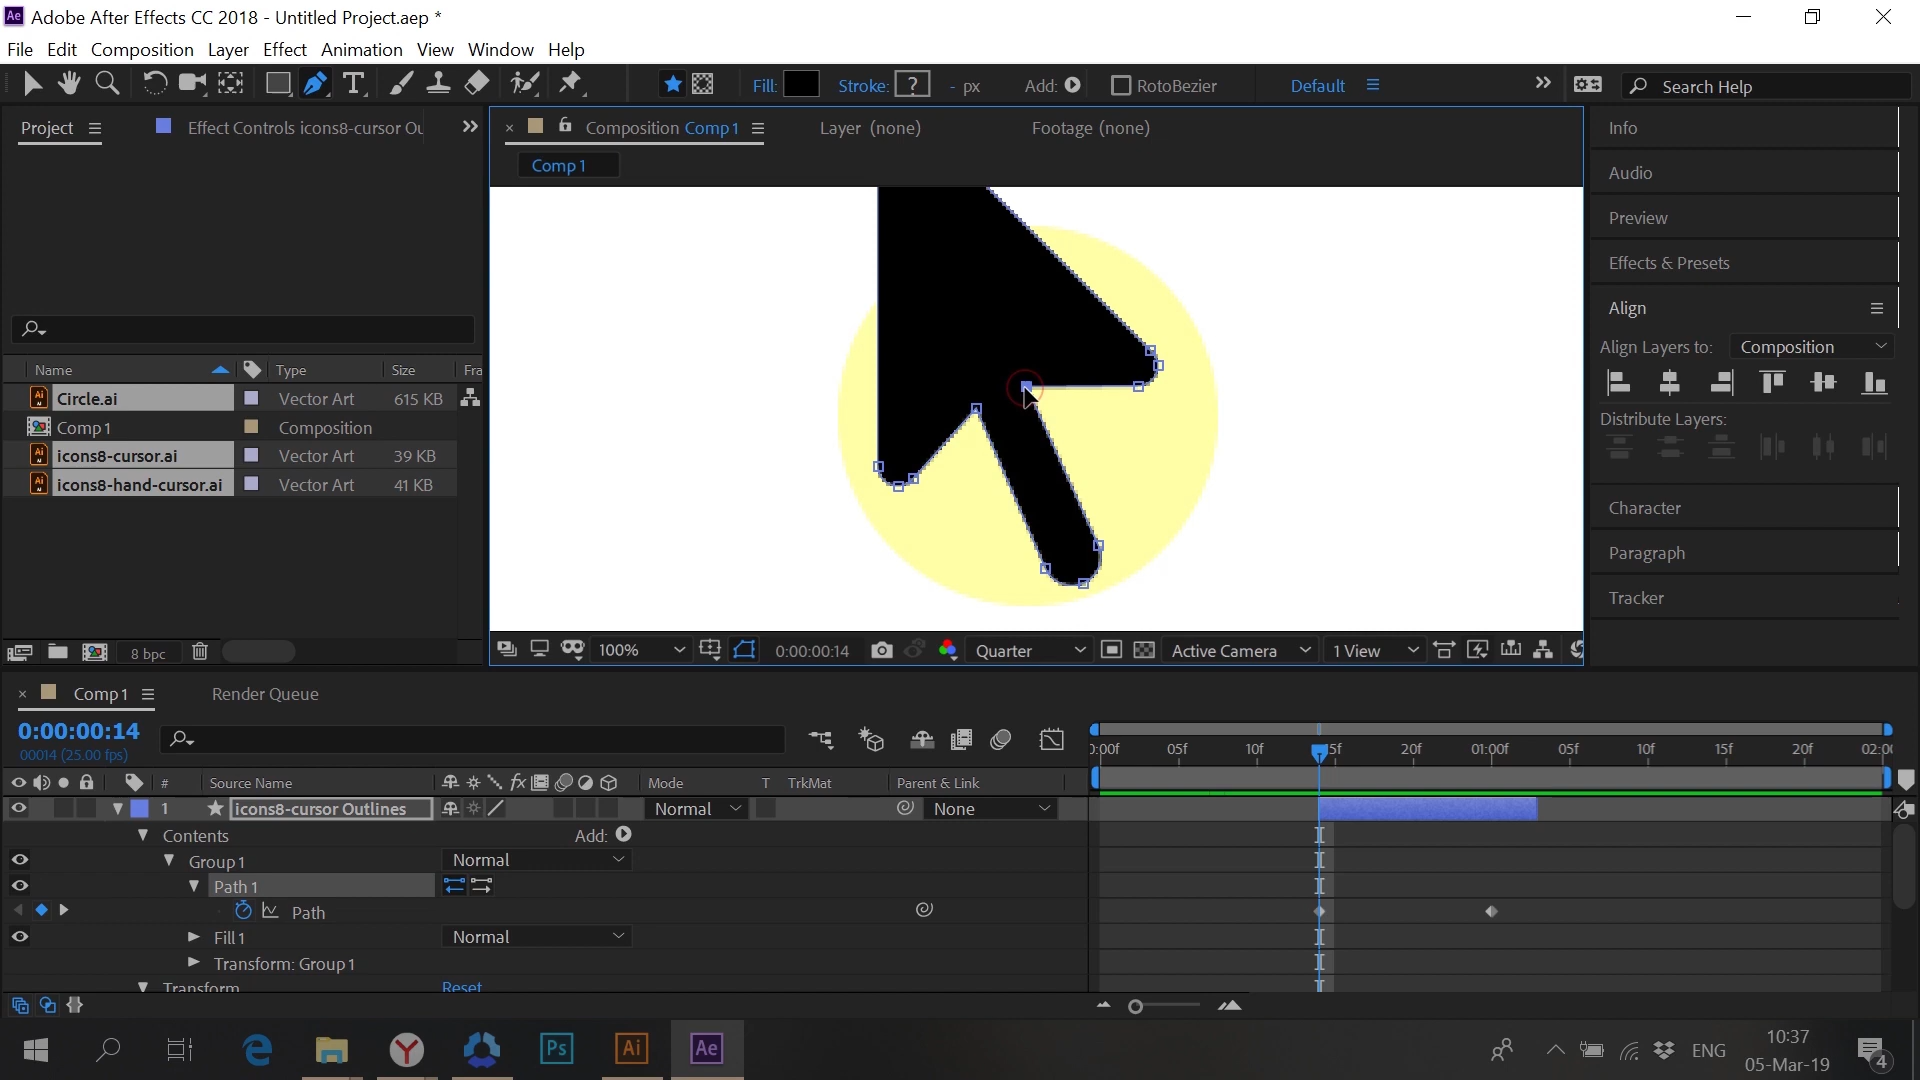 Ae Adobe After Effects CC 2018 - Untitled Project.aep *
File Edit Composition Layer Effect Animation View Window Help
Fill: Stroke: ? - px Add: RotoBezier Default Search Help
Project Effect Controls icons8-cursor Ou
Composition Comp 1 Layer (none) Footage (none)
Comp 1
Name Type Size Fra
Circle.ai Vector Art 615 KB
Comp 1 Composition
icons8-cursor.ai Vector Art 39 KB
icons8-hand-cursor.ai Vector Art 41 KB
8 bpc
100% 0:00:00:14 Quarter Active Camera 1 View
Info
Audio
Preview
Effects & Presets
Align
Align Layers to: Composition
Distribute Layers:
Character
Paragraph
Tracker
Comp 1 Render Queue
0:00:00:14
00014 (25.00 fps)
# Source Name Mode T TrkMat Parent & Link
1 icons8-cursor Outlines Normal None
Contents Add:
Group 1 Normal
Path 1
Path
Fill 1 Normal
Transform: Group 1
Transform Reset
):00f 05f 10f 5f 20f 01:00f 05f 10f 15f 20f 02:0(
Ps Ai Ae
ENG 10:37
05-Mar-19
4